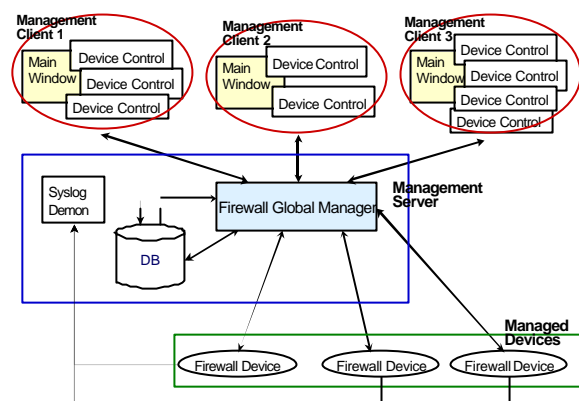 Management
Client 1
Device Control
Main
Window
Device Control
Device Control
Management
Client 2
Device Control
Main
Window
Device Control
Management
Client 3
Device Control
Main
Window
Device Control
Device Control
Device Control
Syslog
Demon
Firewall Global Manager
Management
Server
DB
Managed
Devices
Firewall Device
Firewall Device
Firewall Device